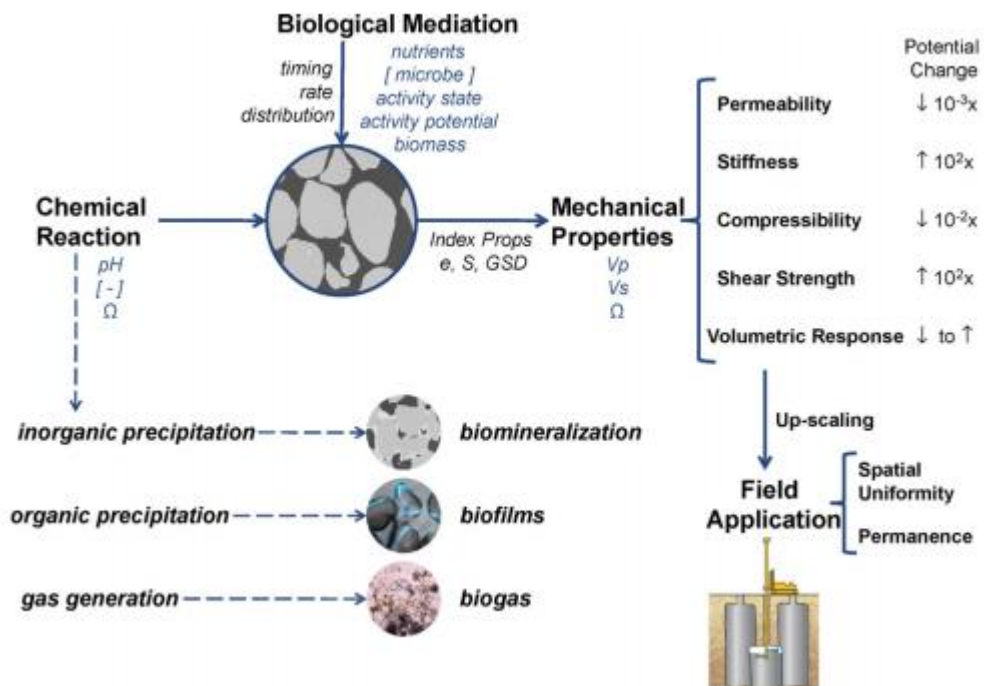 Biological Mediation
timing
rate
distribution
nutrients
[ microbe ]
activity state
activity potential
biomass
Chemical
Reaction
pH
[ - ]
Ω
Index Props
e, S, GSD
Mechanical
Properties
Vp
Vs
Ω
Potential
Change
Permeability ↓ 10⁻³x
Stiffness ↑ 10²x
Compressibility ↓ 10⁻²x
Shear Strength ↑ 10²x
Volumetric Response ↓ to ↑
inorganic precipitation
biomineralization
organic precipitation
biofilms
gas generation
biogas
Up-scaling
Field
Application
Spatial
Uniformity
Permanence